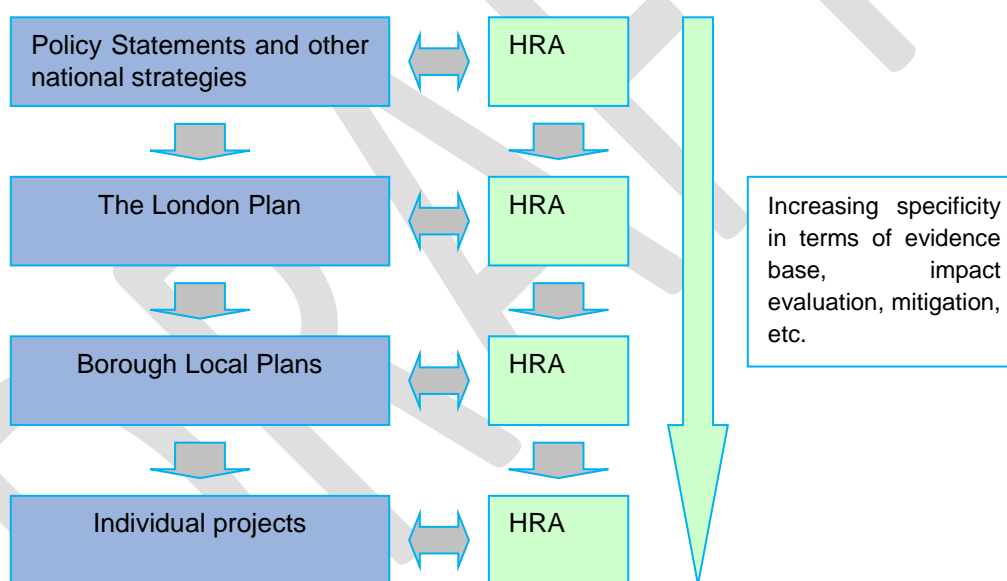 Policy Statements and other
national strategies
HRA
The London Plan
HRA
Increasing specificity
in terms of evidence
base, impact
evaluation, mitigation,
etc.
Borough Local Plans
HRA
Individual projects
HRA
DRAFT